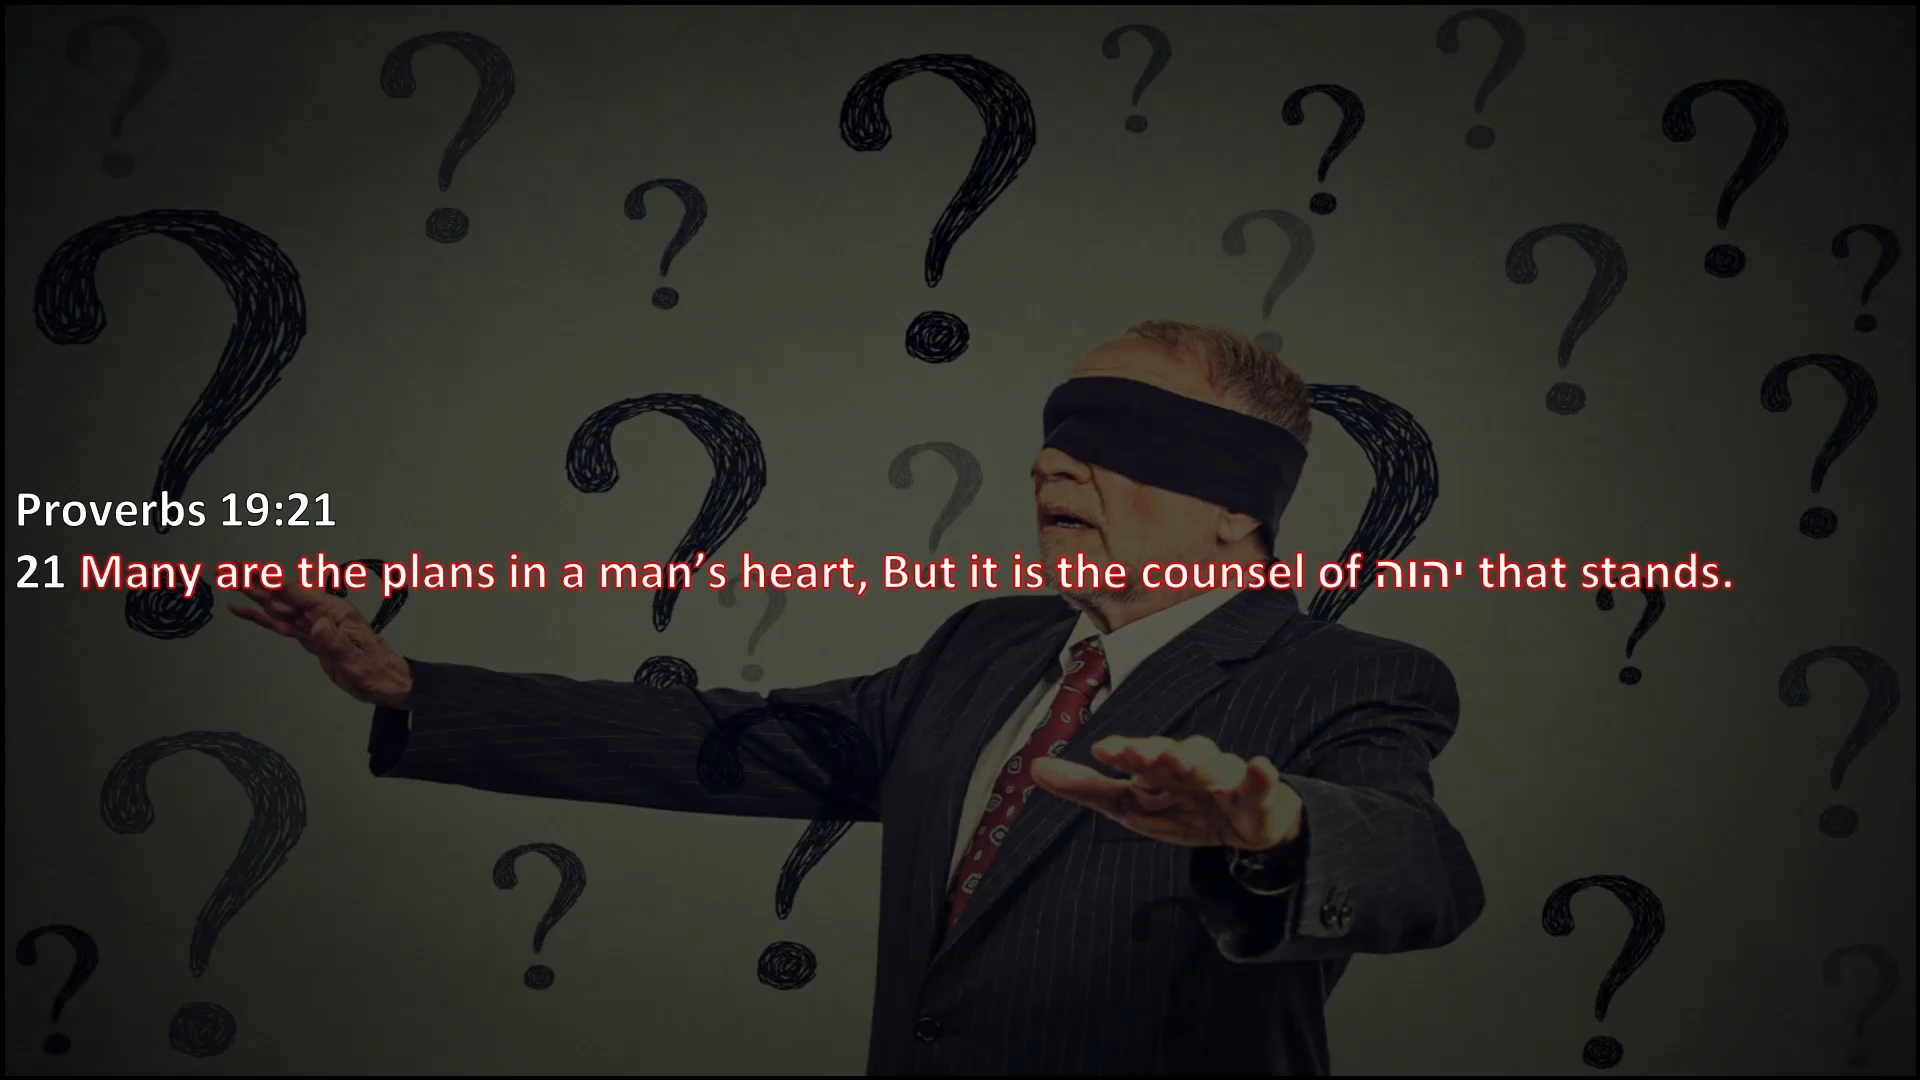 Proverbs 19:21
21 Many are the plans in a man’s heart, But it is the counsel of יהוה that stands.